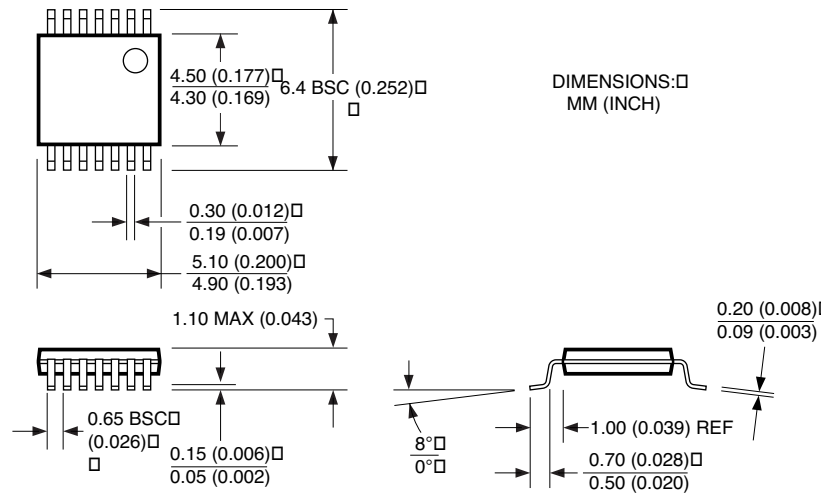 4.50 (0.177)
4.30 (0.169)
6.4 BSC (0.252)
DIMENSIONS:
MM (INCH)
0.30 (0.012)
0.19 (0.007)
5.10 (0.200)
4.90 (0.193)
1.10 MAX (0.043)
0.20 (0.008)
0.09 (0.003)
0.65 BSC
(0.026)
0.15 (0.006)
0.05 (0.002)
8°
0°
1.00 (0.039) REF
0.70 (0.028)
0.50 (0.020)